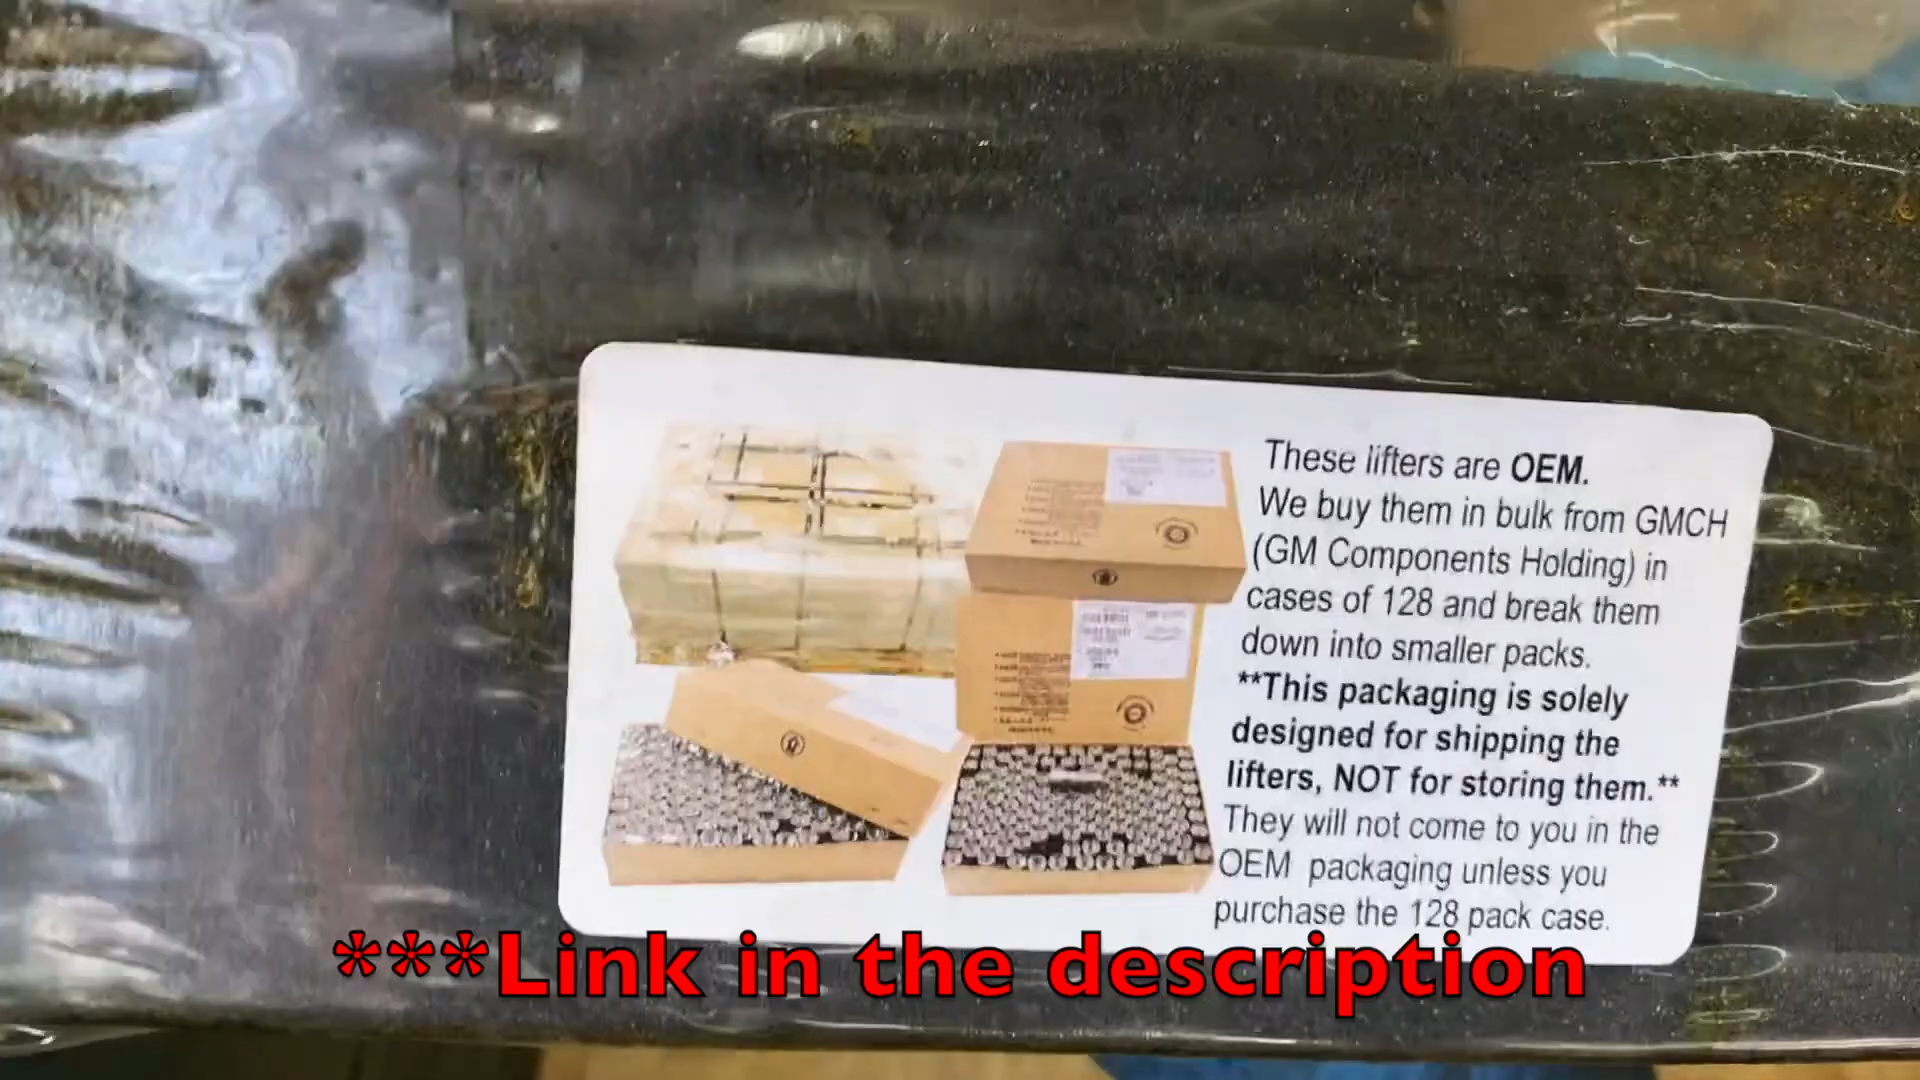 These lifters are OEM.
We buy them in bulk from GMCH
(GM Components Holding) in
cases of 128 and break them
down into smaller packs.
**This packaging is solely
designed for shipping the
lifters, NOT for storing them.**
They will not come to you in the
OEM packaging unless you
purchase the 128 pack case.
***Link in the description